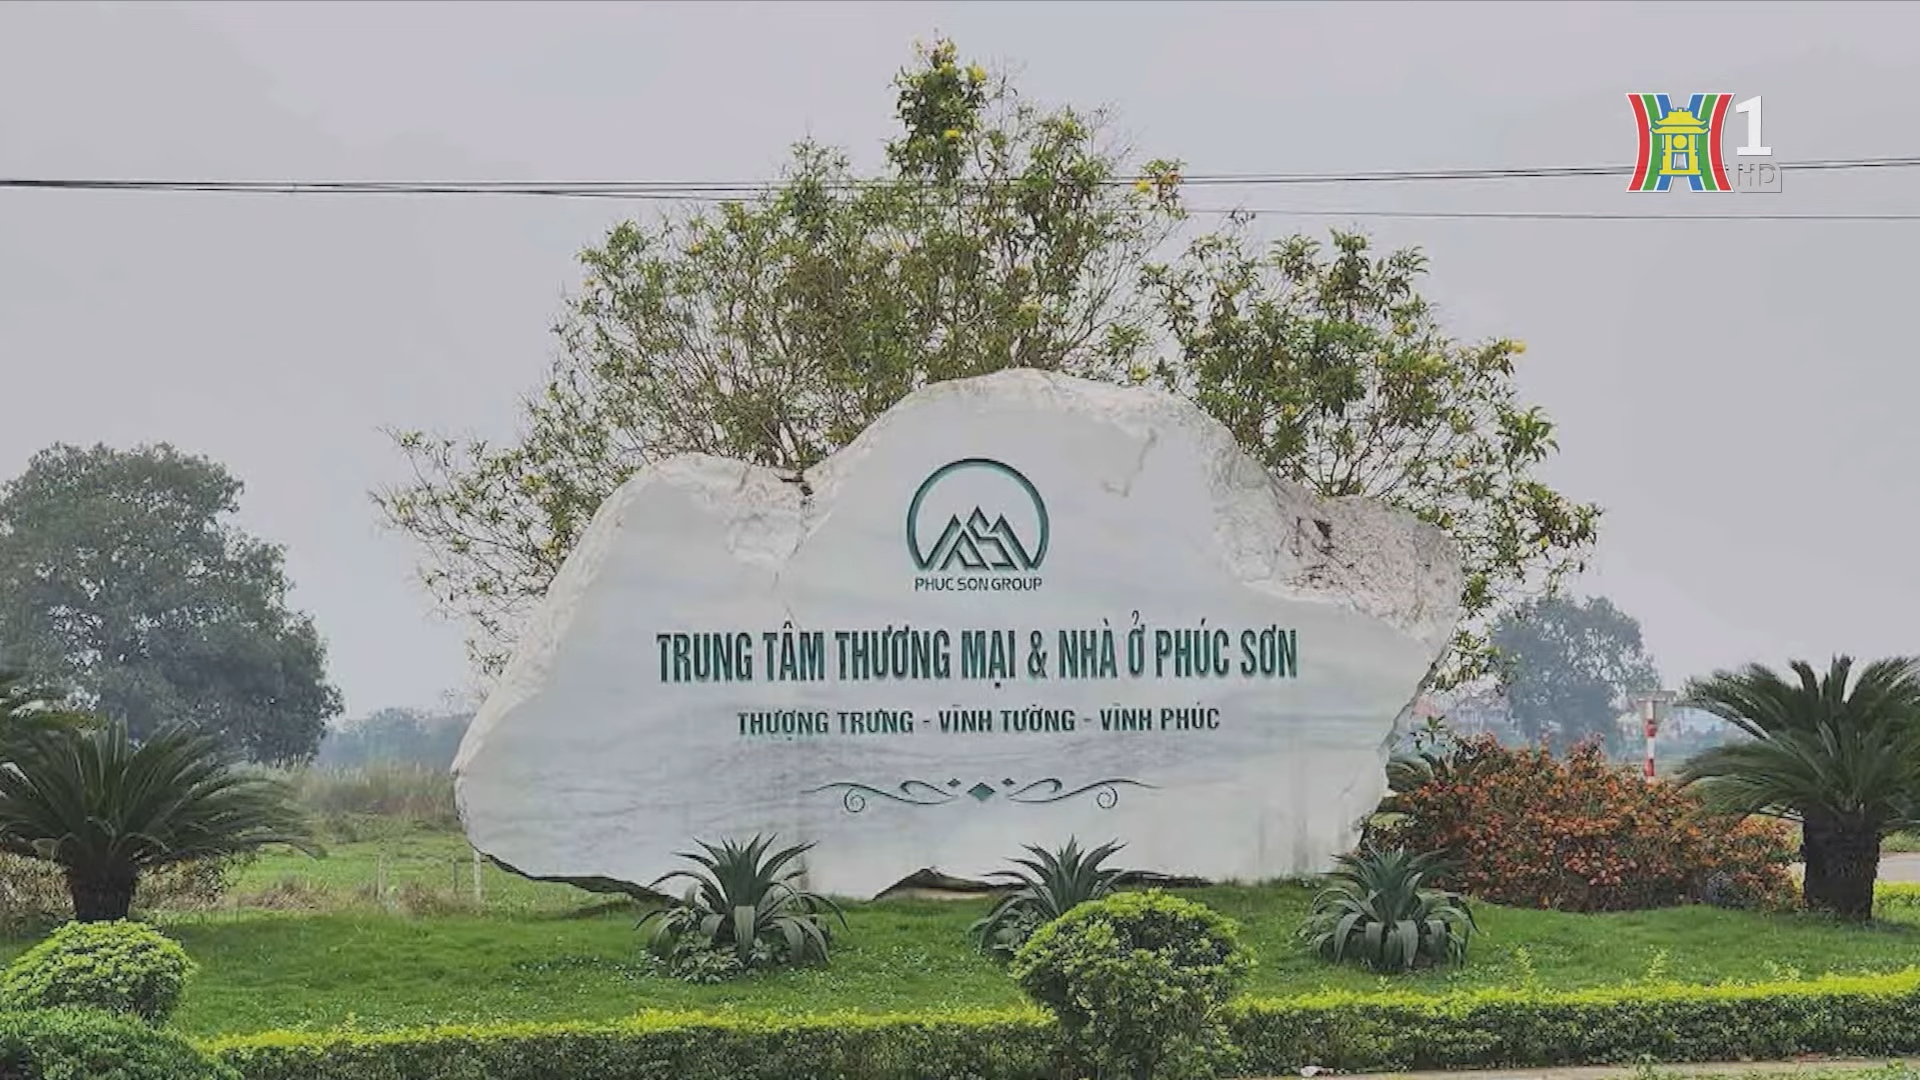 1
HD
PHUC SON GROUP
TRUNG TÂM THƯƠNG MẠI & NHÀ Ở PHÚC SƠN
THƯỢNG TRƯNG - VĨNH TƯỜNG - VĨNH PHÚC